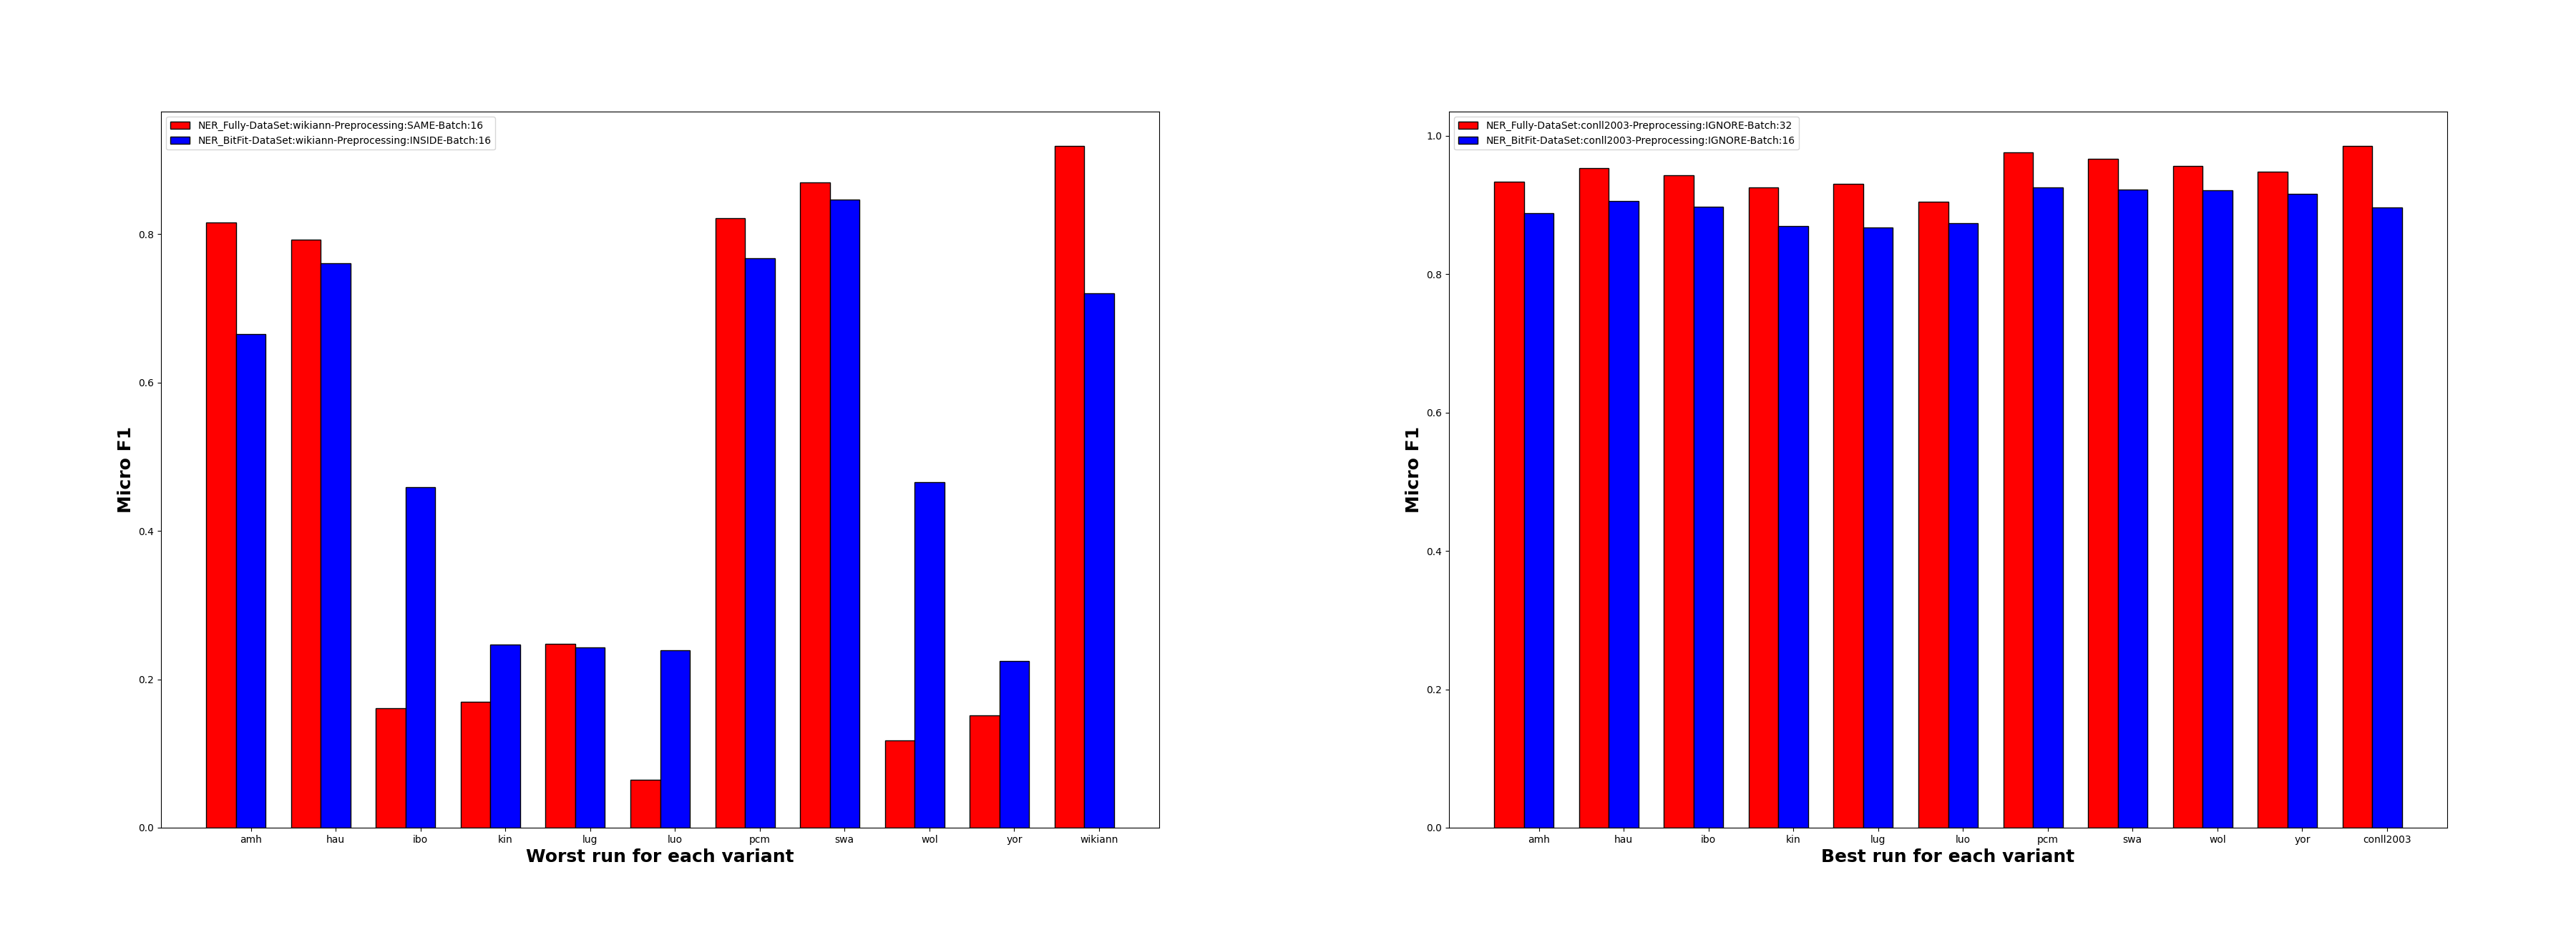 NER_Fully-DataSet:wikiann-Preprocessing:SAME-Batch:16
NER_BitFit-DataSet:wikiann-Preprocessing:INSIDE-Batch:16
Micro F1
0.8
0.6
0.4
0.2
0.0
amh hau ibo kin lug luo pcm swa wol yor wikiann
Worst run for each variant
NER_Fully-DataSet:conll2003-Preprocessing:IGNORE-Batch:32
NER_BitFit-DataSet:conll2003-Preprocessing:IGNORE-Batch:16
Micro F1
1.0
0.8
0.6
0.4
0.2
0.0
amh hau ibo kin lug luo pcm swa wol yor conll2003
Best run for each variant